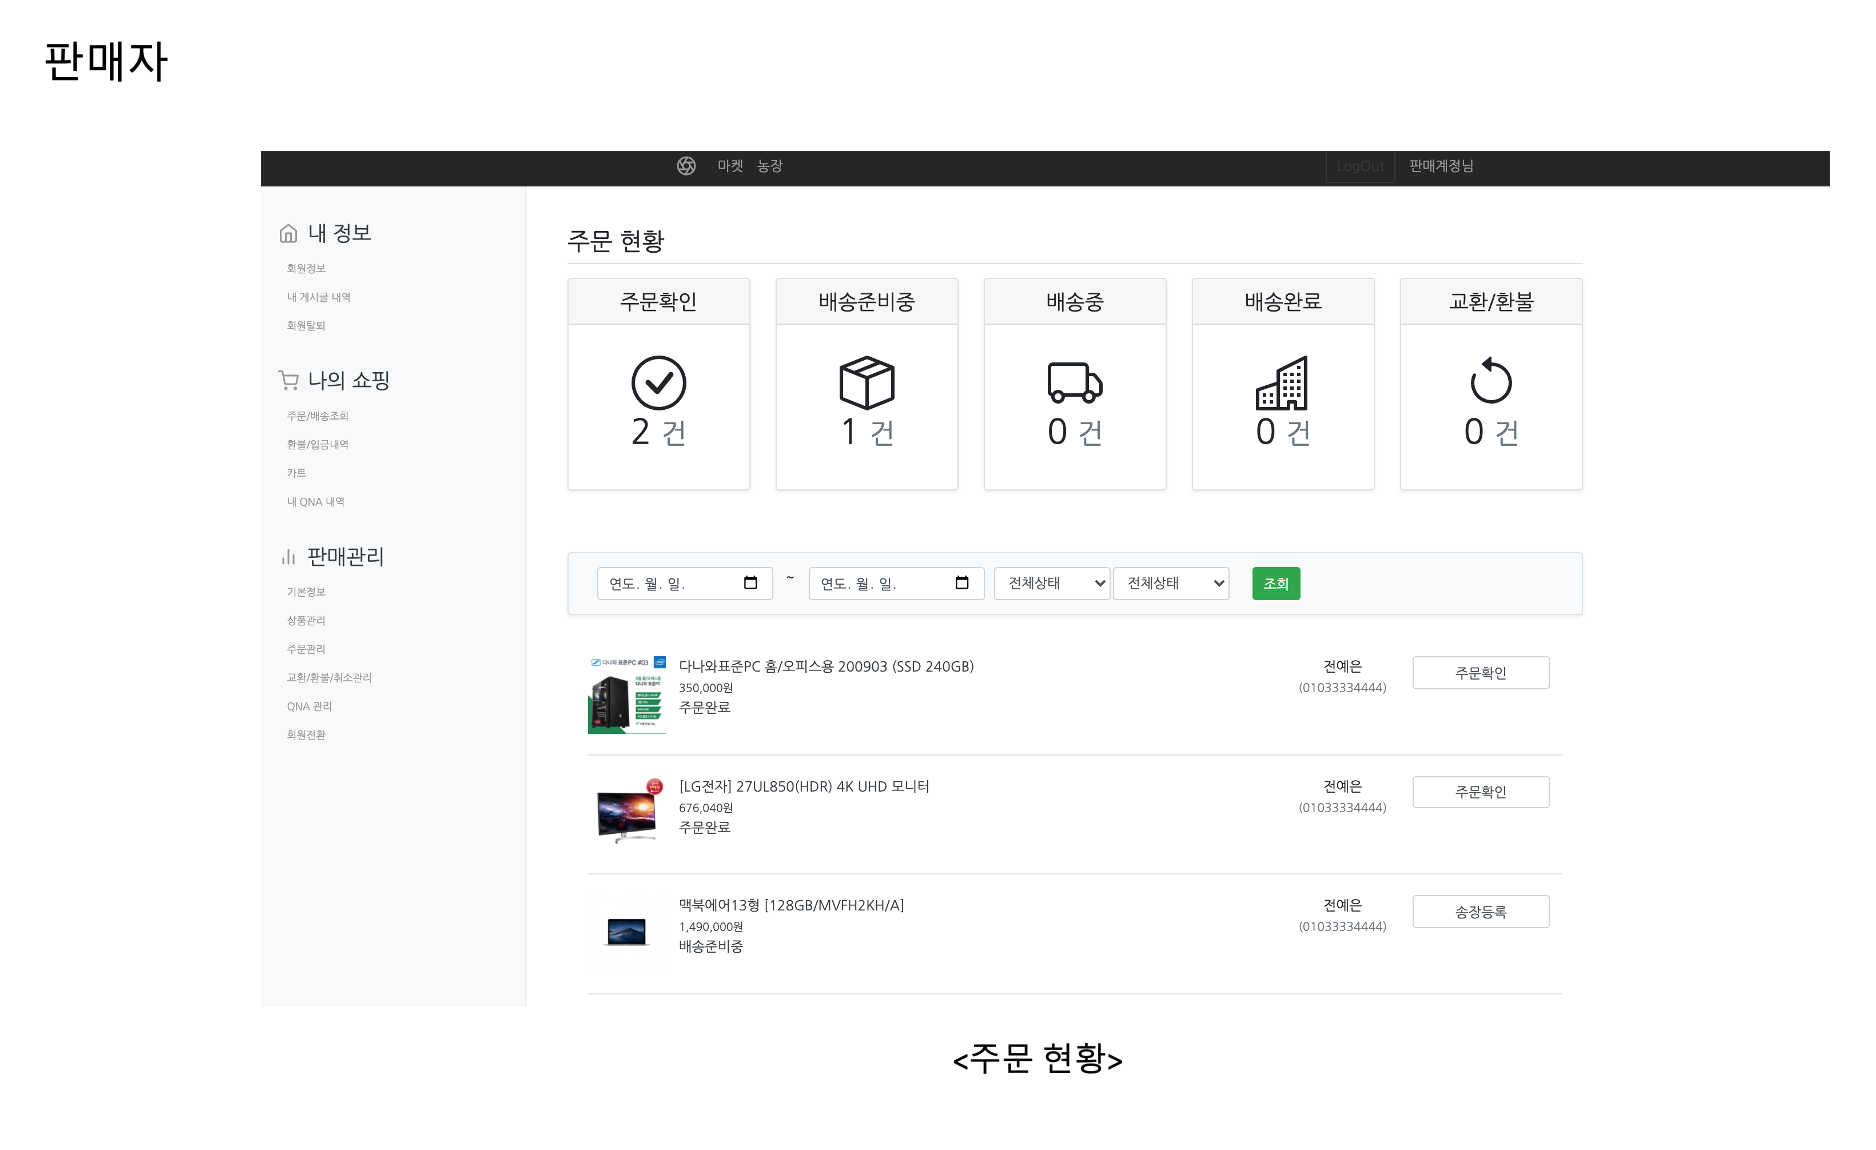 판매자
마켓 농장 LogOut 판매계정님
내 정보
회원정보
내 게시글 내역
회원탈퇴
나의 쇼핑
주문/배송조회
환불/입금내역
카트
내 QNA 내역
판매관리
기본정보
상품관리
주문관리
교환/환불/취소관리
QNA 관리
회원전환
주문 현황
주문확인 배송준비중 배송중 배송완료 교환/환불
2 건 1 건 0 건 0 건 0 건
연도. 월. 일. ~ 연도. 월. 일. 전체상태 전체상태 조회
다나와 표준PC #03
다나와표준PC 홈/오피스용 200903 (SSD 240GB) 전예은 주문확인
350,000원 (01033334444)
주문완료
[LG전자] 27UL850(HDR) 4K UHD 모니터 전예은 주문확인
676,040원 (01033334444)
주문완료
맥북에어13형 [128GB/MVFH2KH/A] 전예은 송장등록
1,490,000원 (01033334444)
배송준비중
<주문 현황>